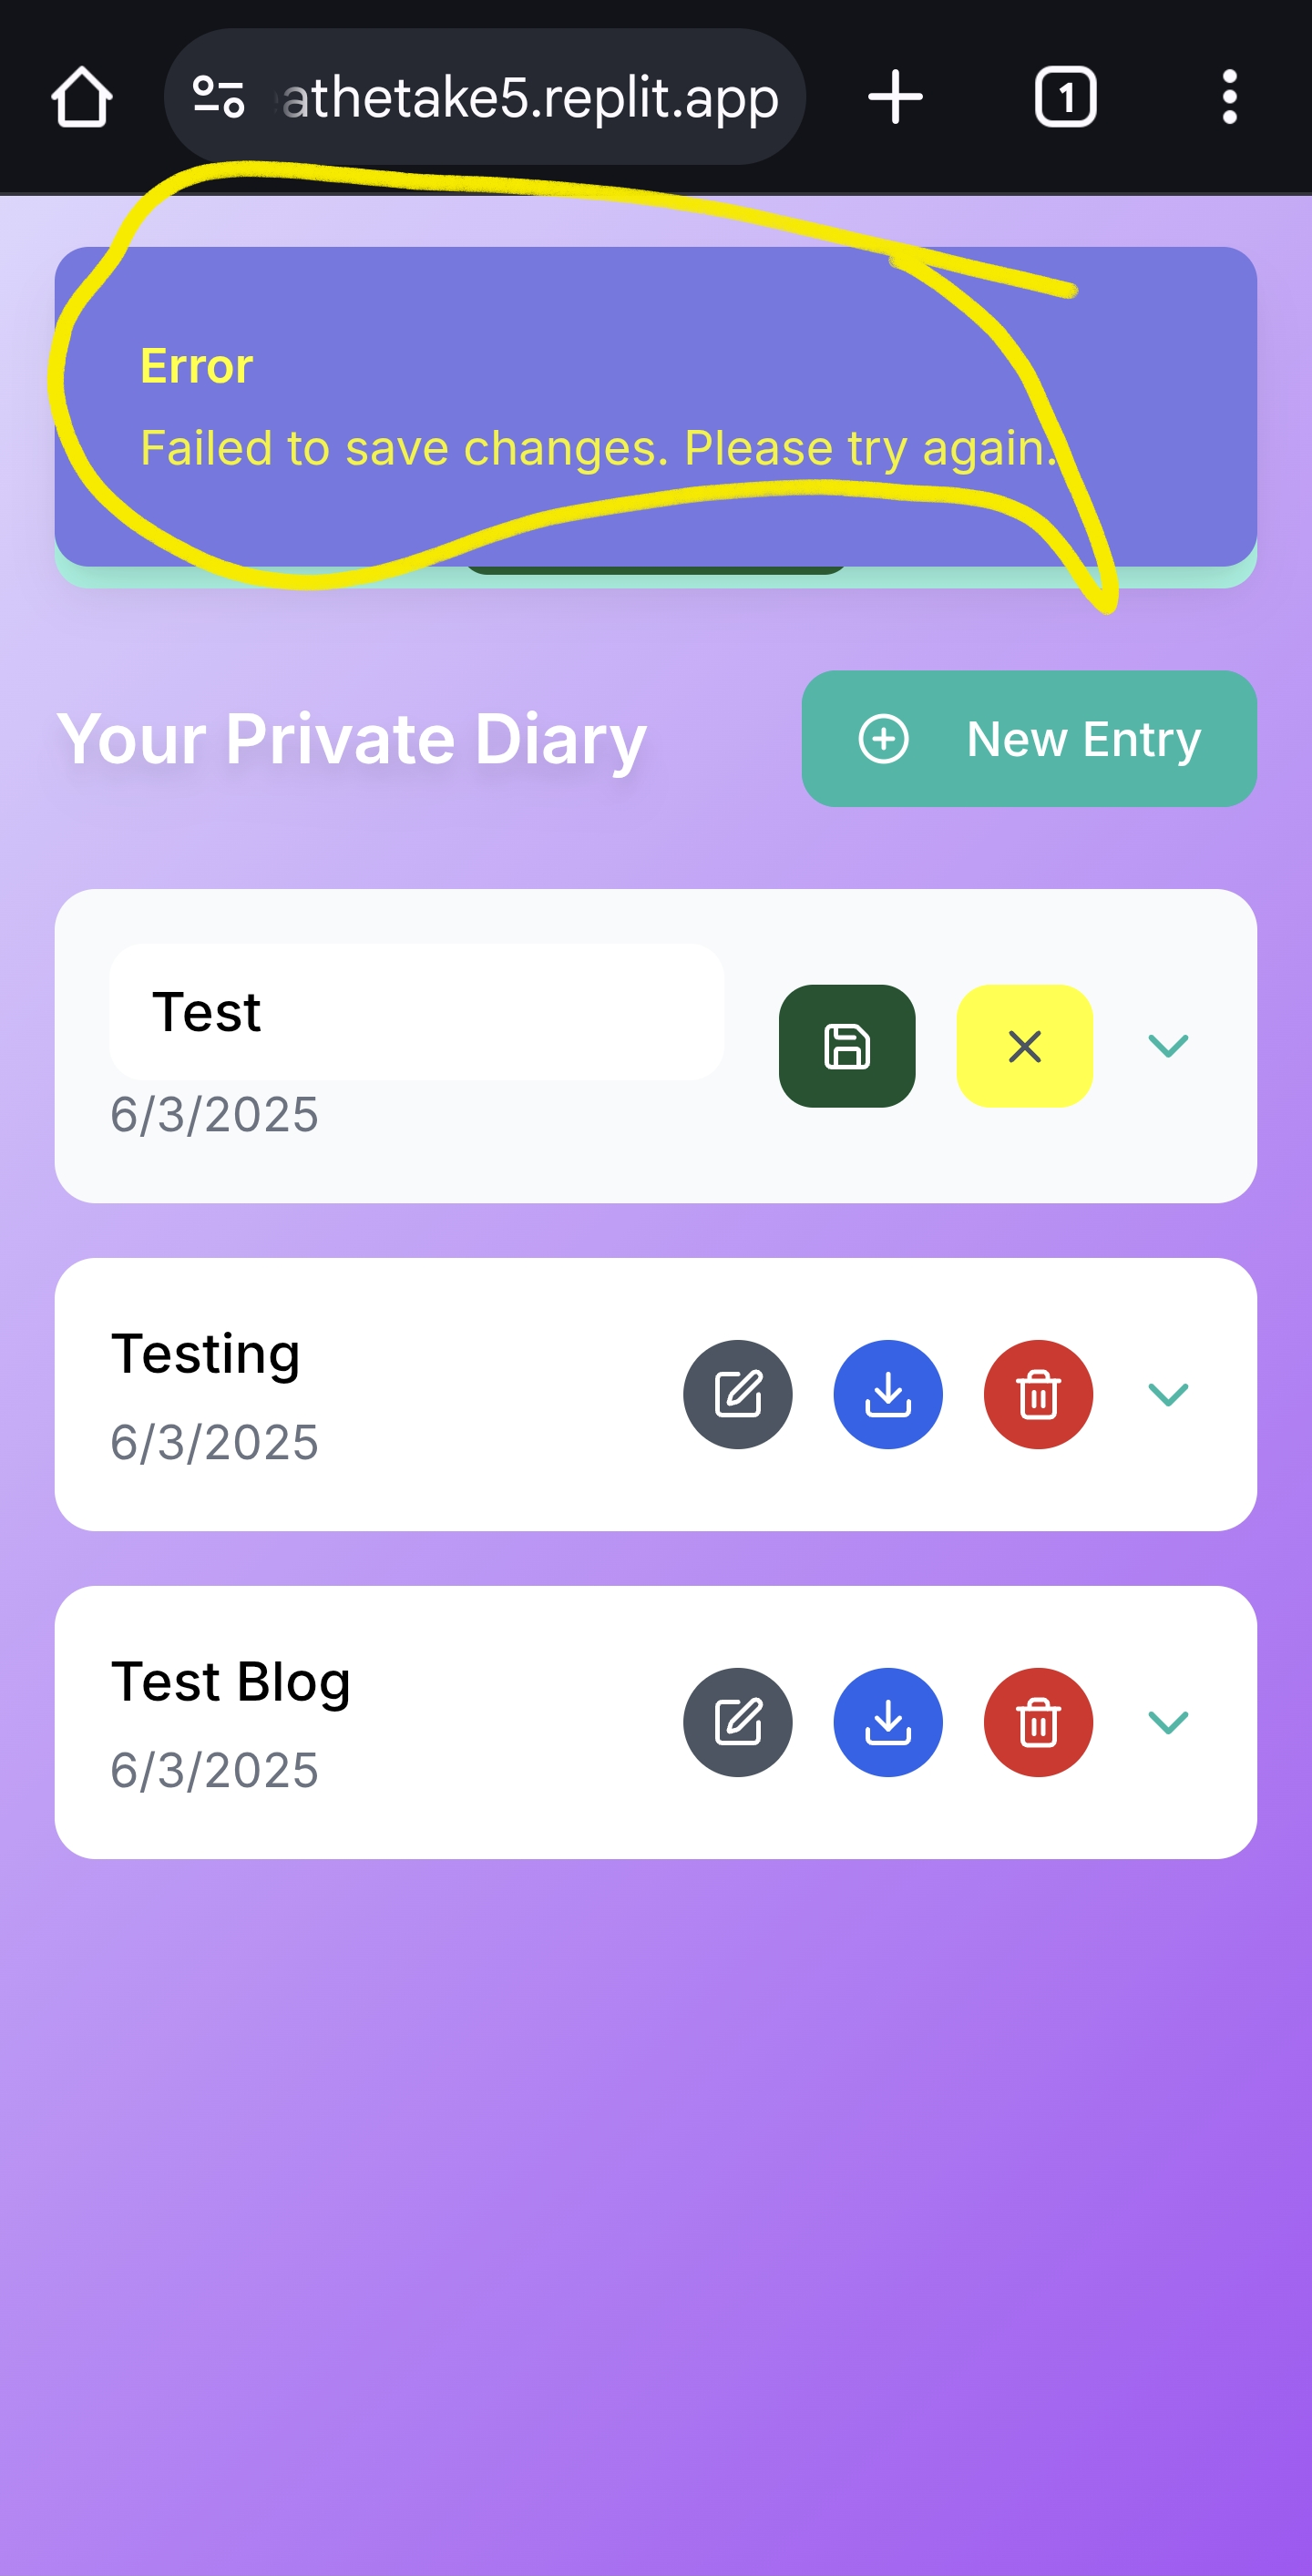 athetake5.replit.app
1
Error
Failed to save changes. Please try again.
Your Private Diary
New Entry
Test
6/3/2025
Testing
6/3/2025
Test Blog
6/3/2025